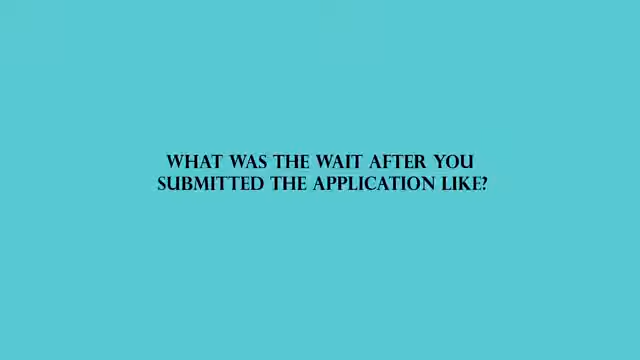 WHAT WAS THE WAIT AFTER YOU
SUBMITTED THE APPLICATION LIKE?